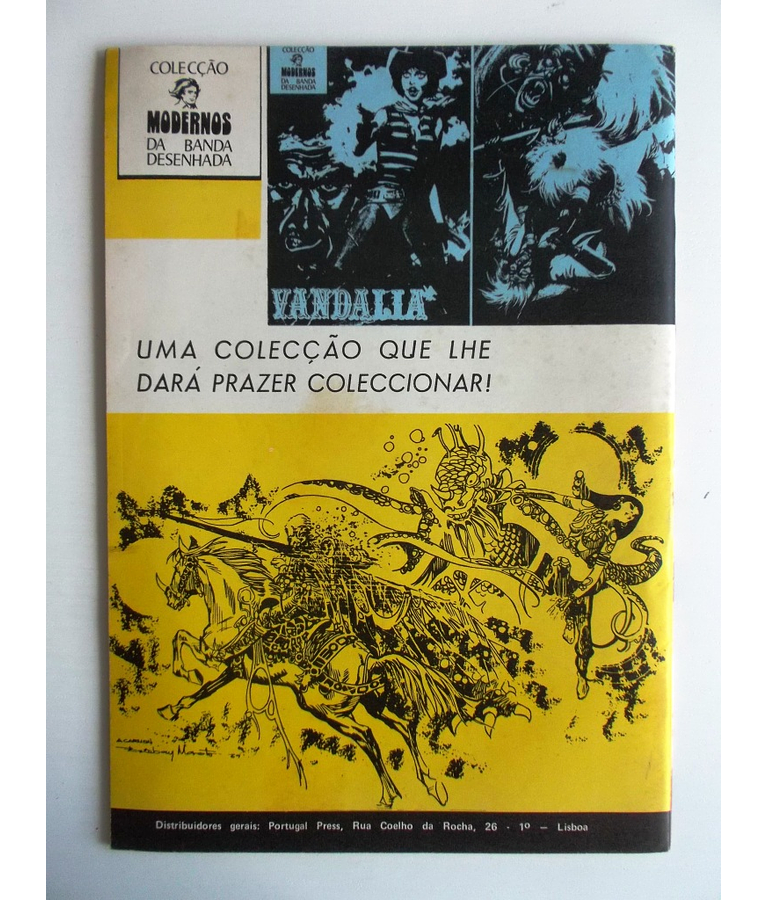 COLECÇÃO
MODERNOS
DA BANDA
DESENHADA
COLECÇÃO
MODERNOS
DA BANDA
DESENHADA
VANDALIA
UMA COLECÇÃO QUE LHE
DARÁ PRAZER COLECCIONAR!
Distribuidores gerais: Portugal Press, Rua Coelho da Rocha, 26 - 1º — Lisboa